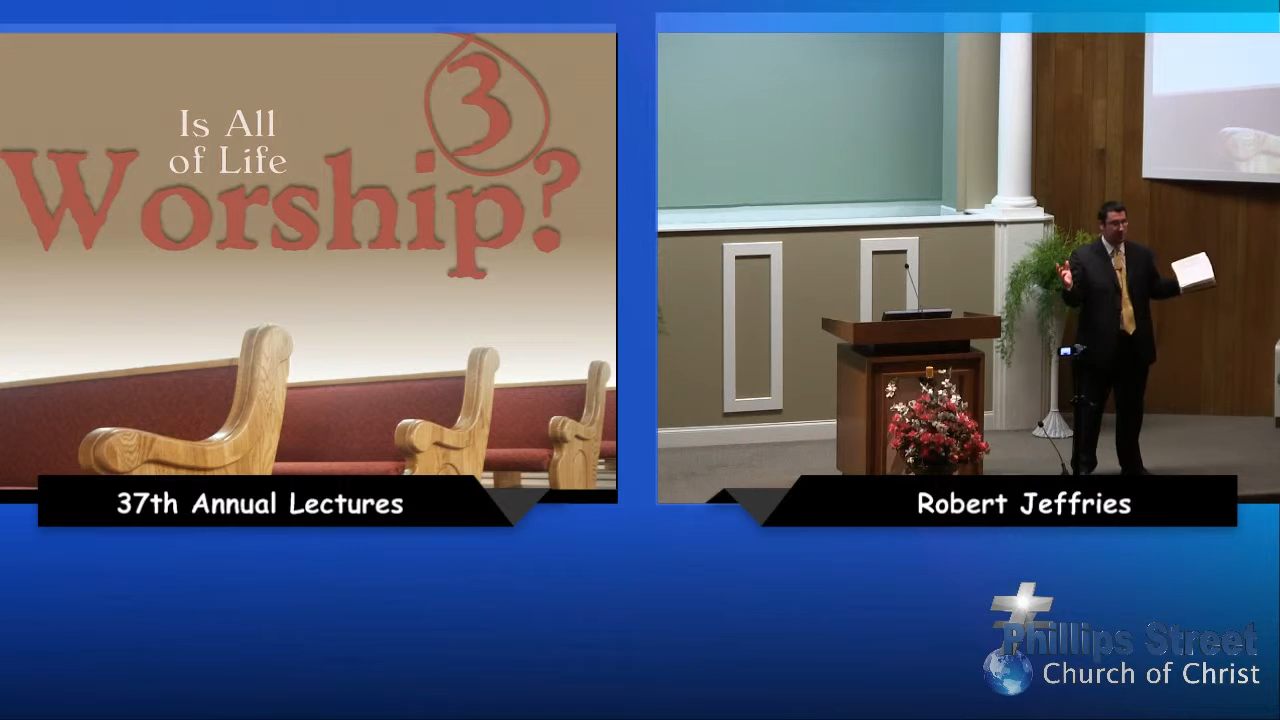 3
Is All
of Life
Worship?
37th Annual Lectures
Robert Jeffries
Phillips Street
Church of Christ